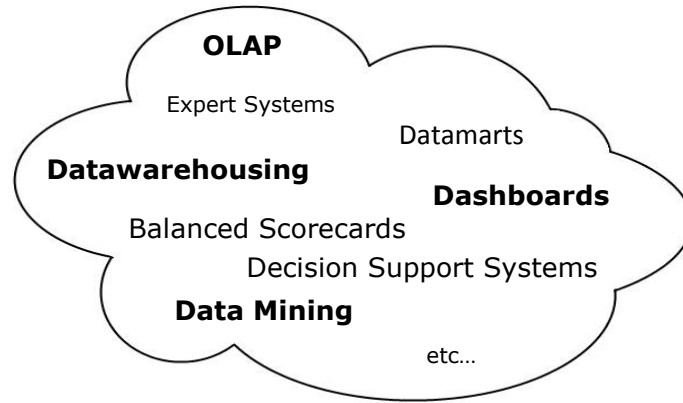 OLAP
Expert Systems
Datamarts
Datawarehousing
Dashboards
Balanced Scorecards
Decision Support Systems
Data Mining
etc...